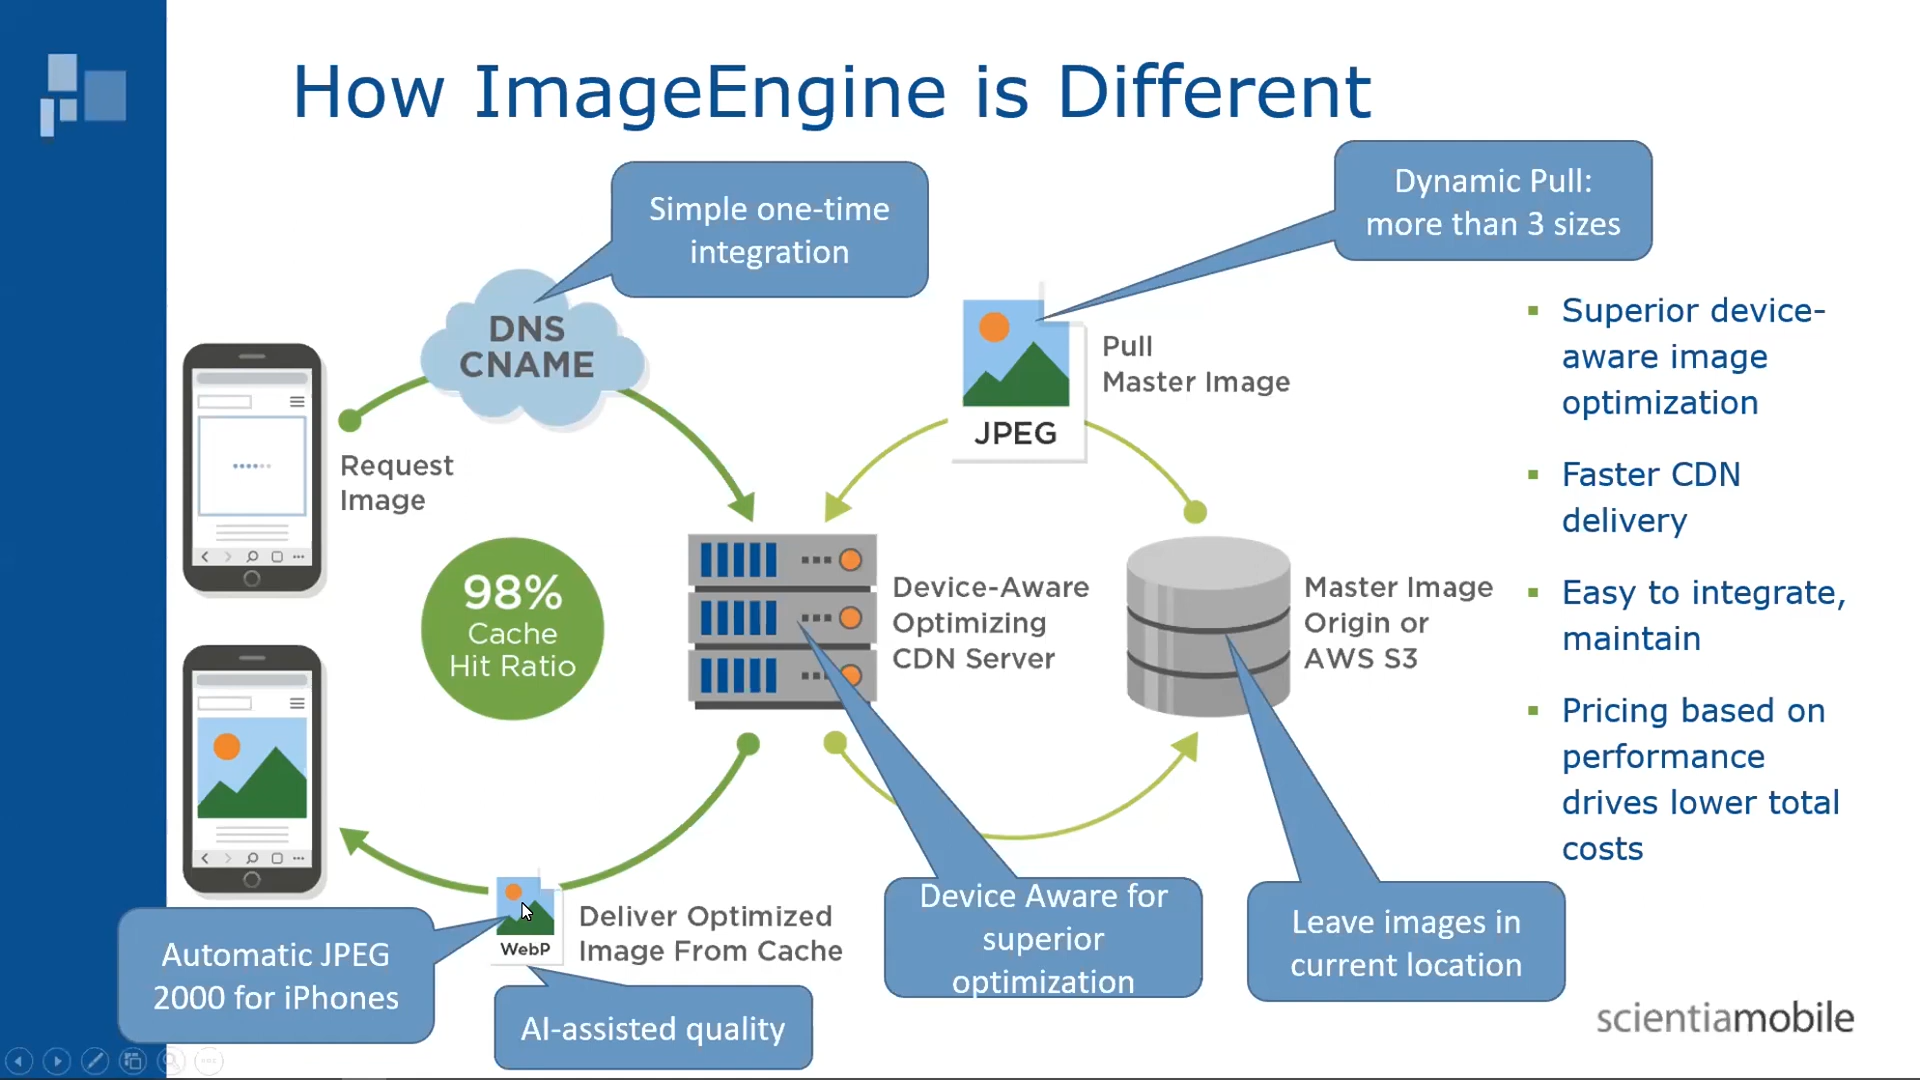 How ImageEngine is Different
Simple one-time
integration
Dynamic Pull:
more than 3 sizes
DNS
CNAME
Pull
Master Image
JPEG
Request
Image
98%
Cache
Hit Ratio
Device-Aware
Optimizing
CDN Server
Master Image
Origin or
AWS S3
Superior device-
aware image
optimization
Faster CDN
delivery
Easy to integrate,
maintain
Pricing based on
performance
drives lower total
costs
WebP
Deliver Optimized
Image From Cache
Automatic JPEG
2000 for iPhones
AI-assisted quality
Device Aware for
superior
optimization
Leave images in
current location
scientiamobile